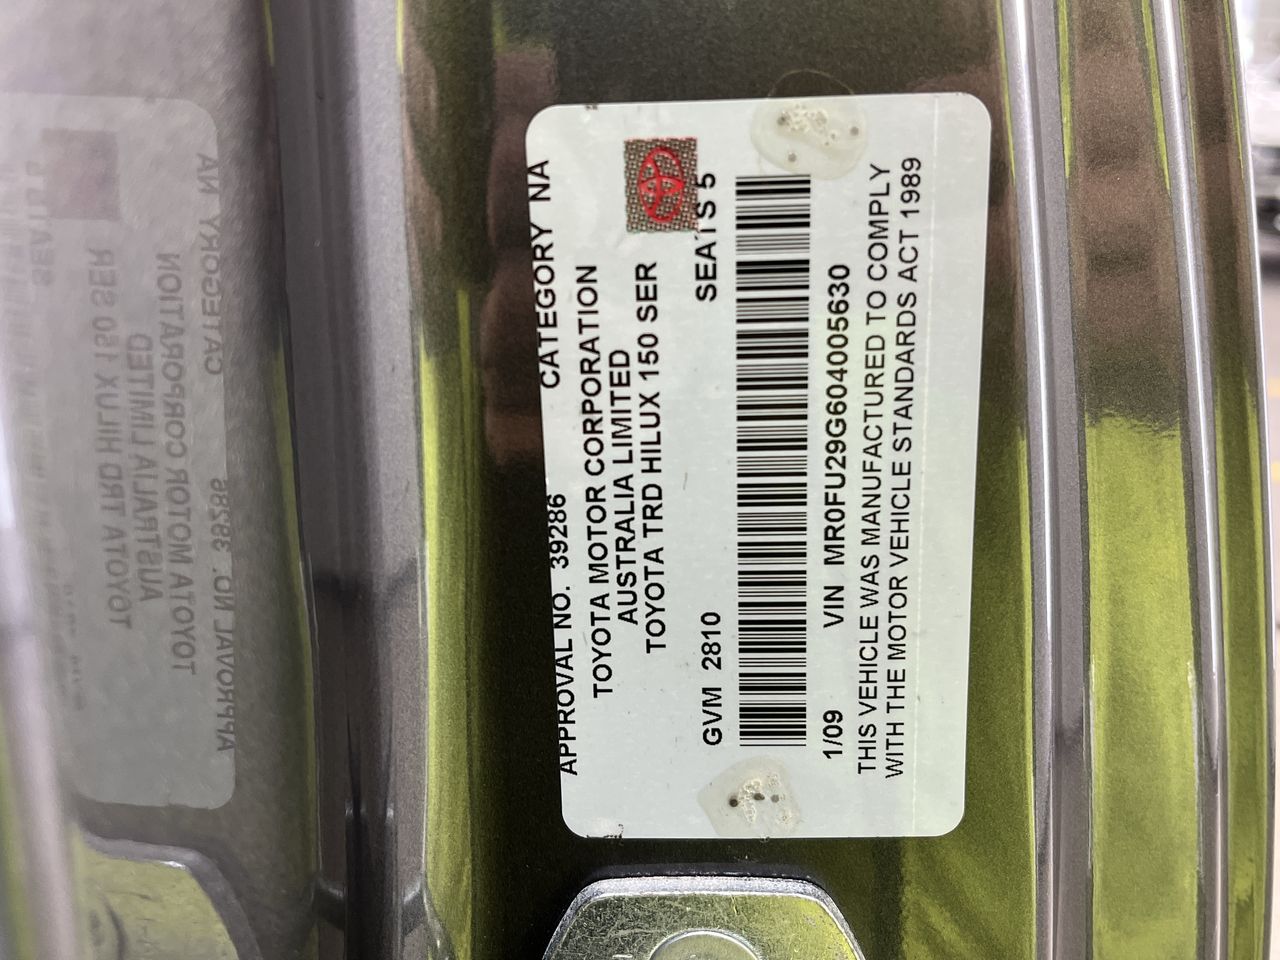 APPROVAL NO. 39286 CATEGORY NA
TOYOTA MOTOR CORPORATION
AUSTRALIA LIMITED
TOYOTA TRD HILUX 150 SER
GVM 2810 SEATS 5
1/09 VIN MR0FU29G604005630
THIS VEHICLE WAS MANUFACTURED TO COMPLY
WITH THE MOTOR VEHICLE STANDARDS ACT 1989